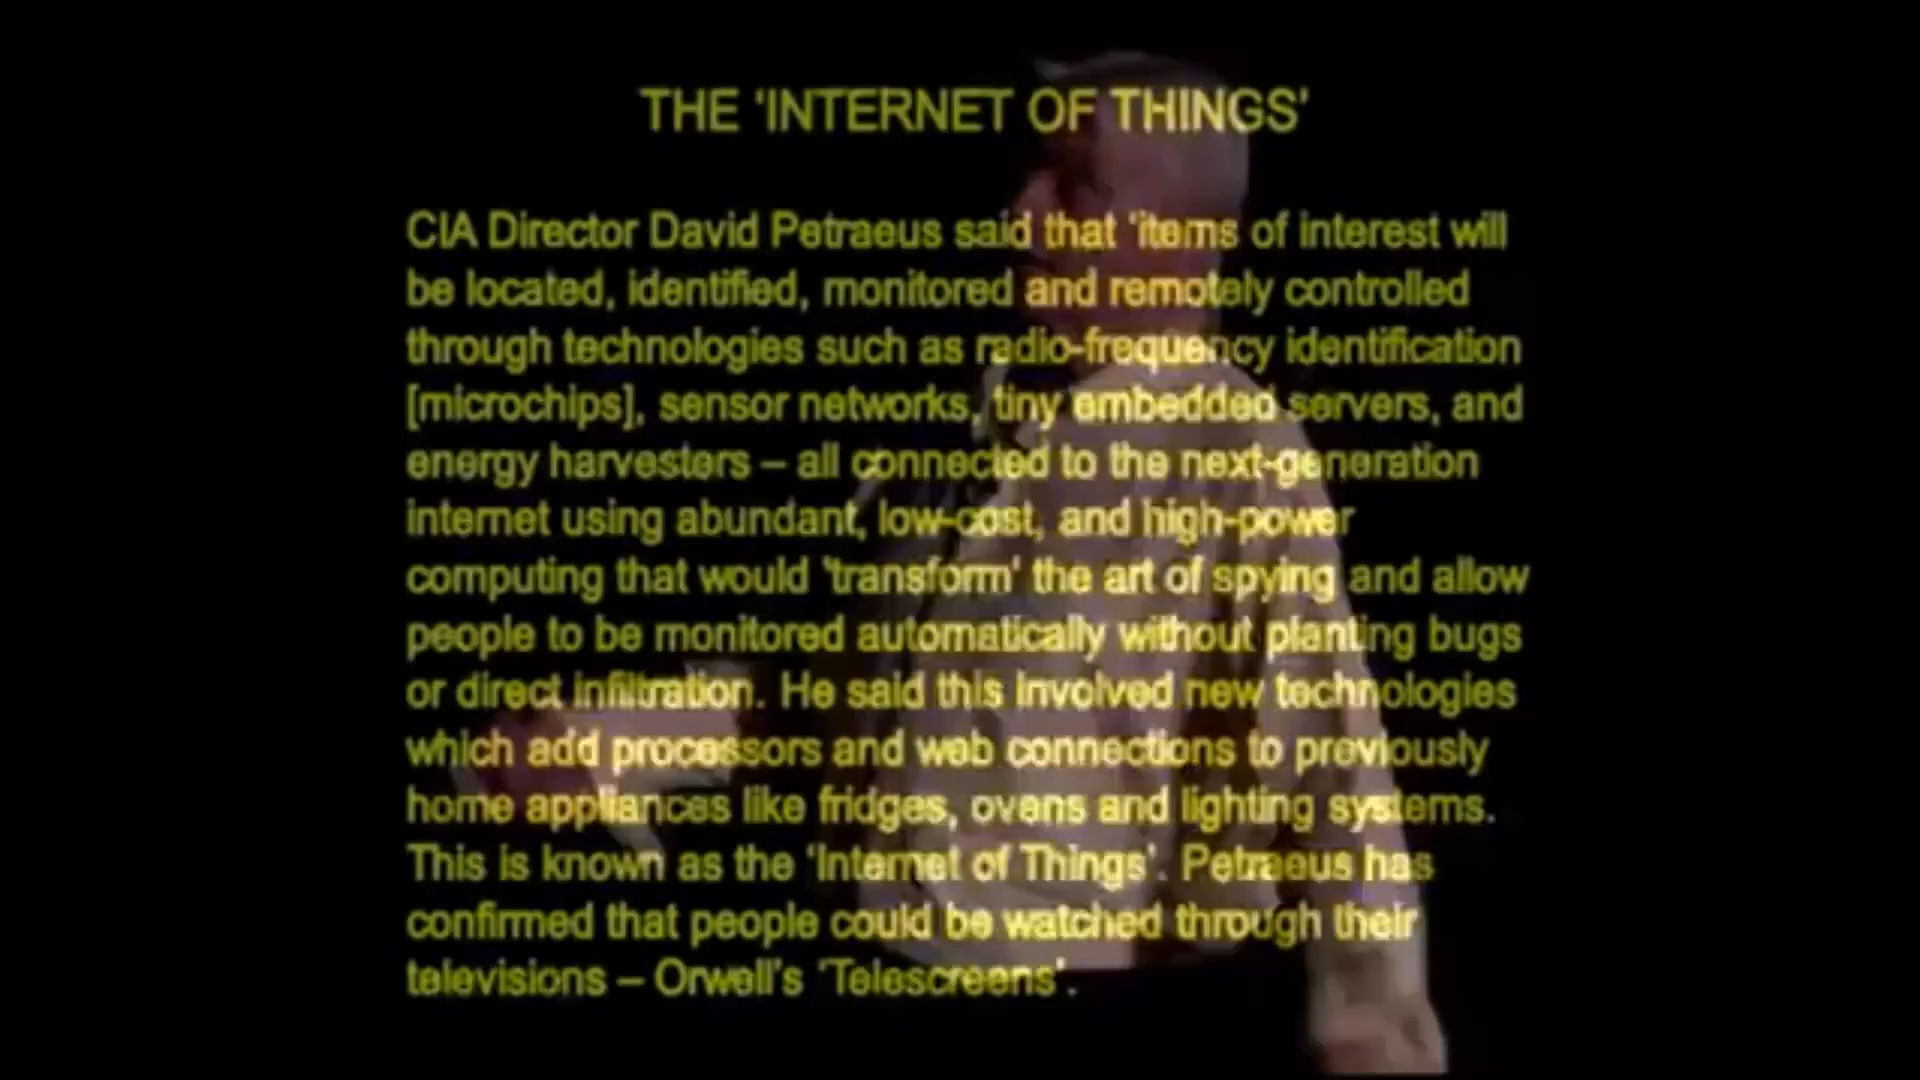 THE 'INTERNET OF THINGS'
CIA Director David Petraeus said that 'items of interest will
be located, identified, monitored and remotely controlled
through technologies such as radio-frequency identification
[microchips], sensor networks, tiny embedded servers, and
energy harvesters – all connected to the next-generation
internet using abundant, low-cost, and high-power
computing that would 'transform' the art of spying and allow
people to be monitored automatically without planting bugs
or direct infiltration. He said this involved new technologies
which add processors and web connections to previously
home appliances like fridges, ovens and lighting systems.
This is known as the 'Internet of Things'. Petraeus has
confirmed that people could be watched through their
televisions – Orwell's 'Telescreens'.